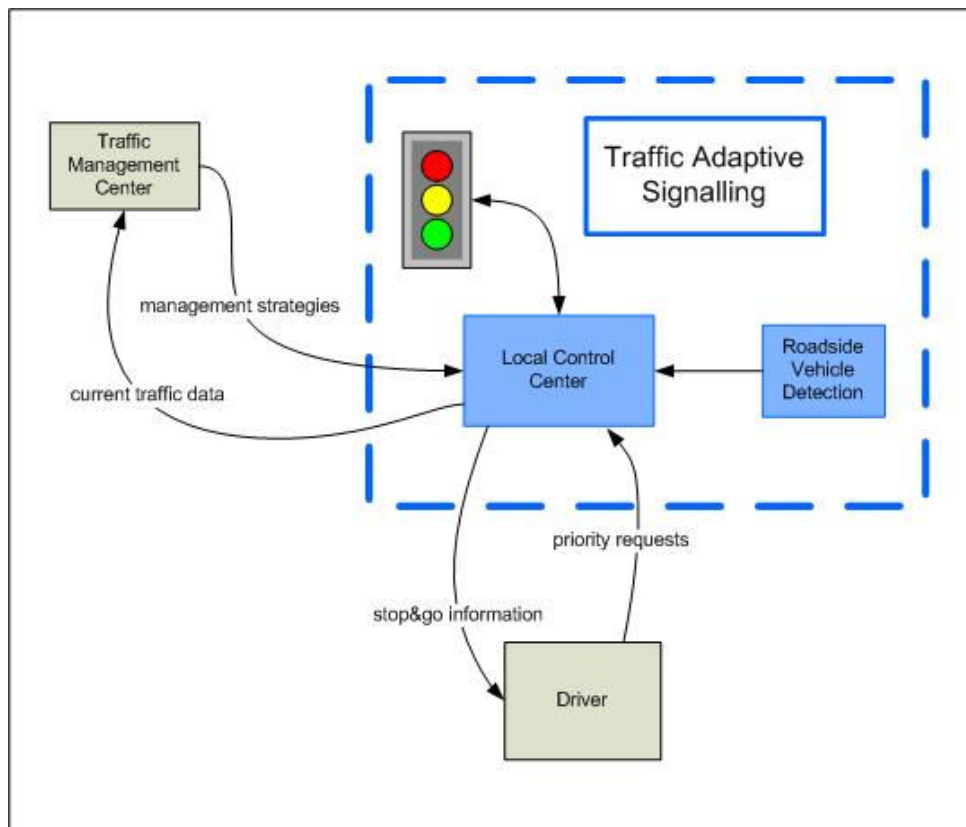 Traffic
Management
Center
Traffic Adaptive
Signalling
management strategies
Local Control
Center
Roadside
Vehicle
Detection
current traffic data
priority requests
stop&go information
Driver